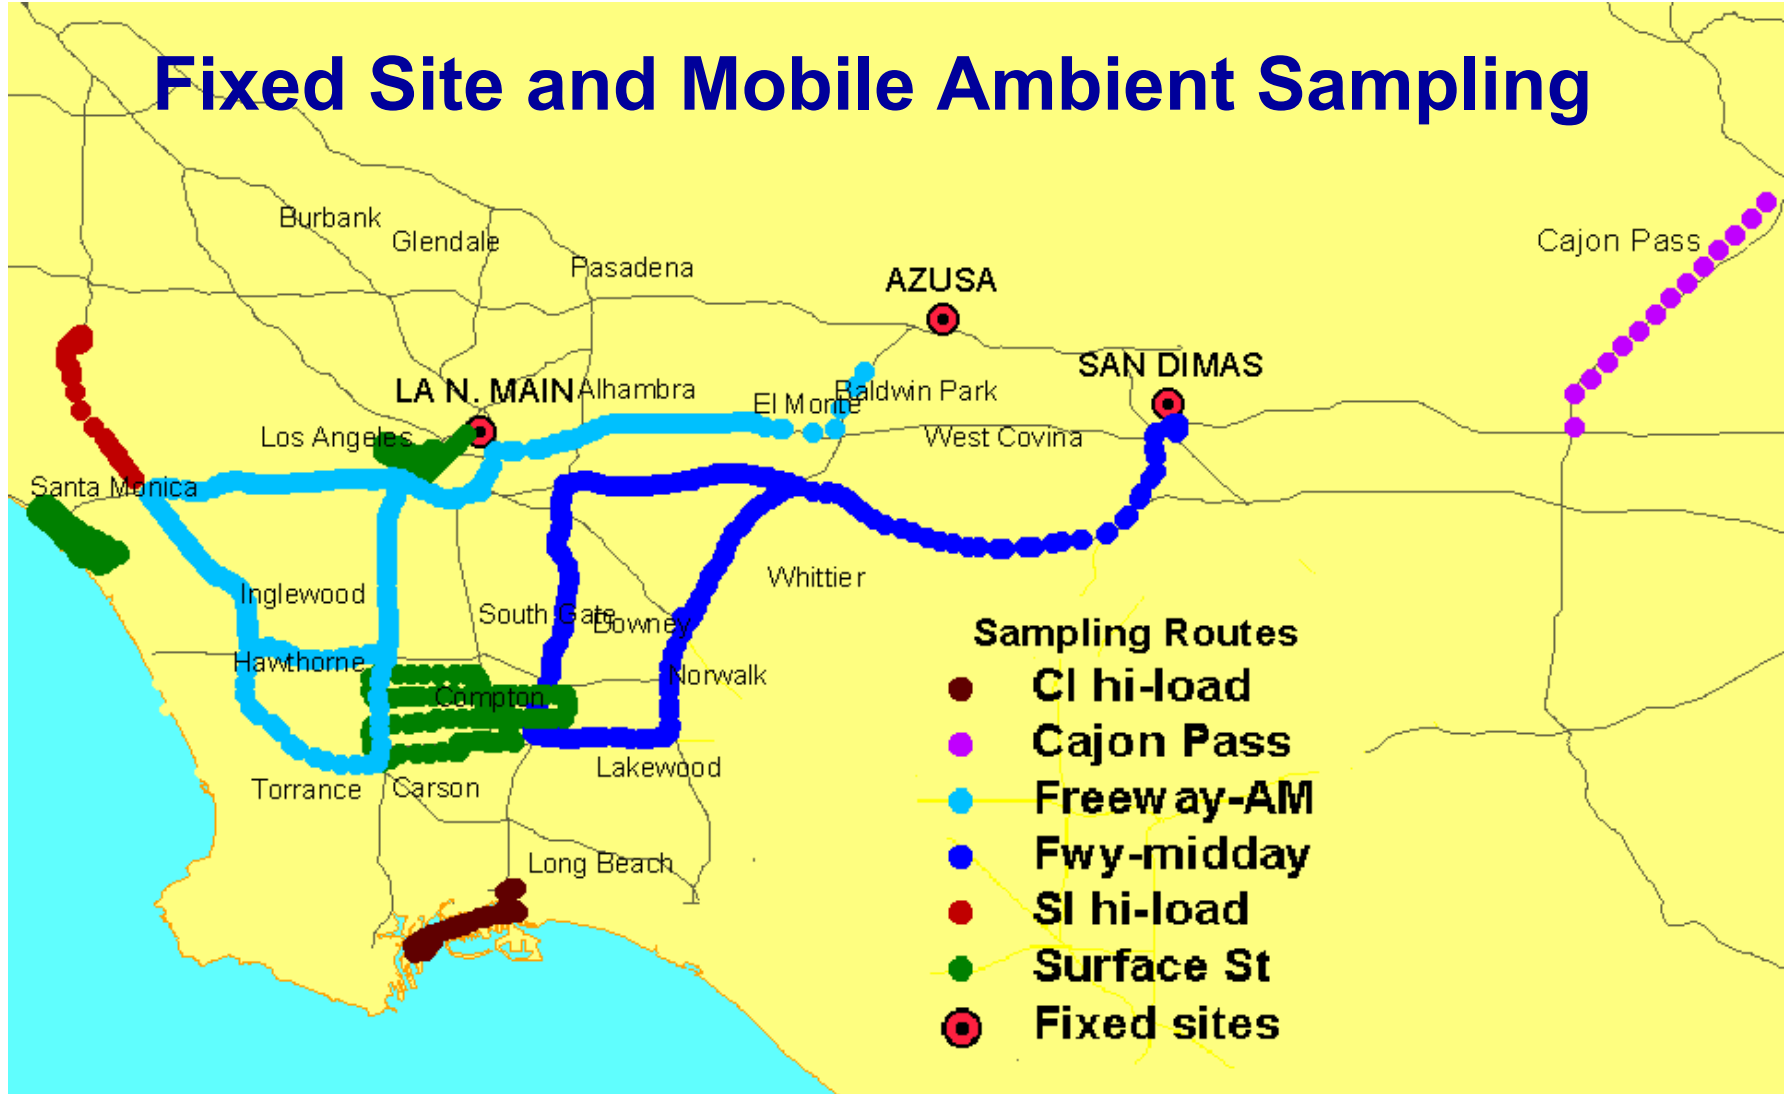 Fixed Site and Mobile Ambient Sampling
Burbank
Glendale
Pasadena
Cajon Pass
AZUSA
SAN DIMAS
LA N. MAIN
Alhambra
El Monte
Baldwin Park
Los Angeles
West Covina
Santa Monica
Inglewood
Whittier
South Gate
Downey
Hawthorne
Norwalk
Compton
Lakewood
Torrance
Carson
Long Beach
Sampling Routes
CI hi-load
Cajon Pass
Freeway-AM
Fwy-midday
SI hi-load
Surface St
Fixed sites